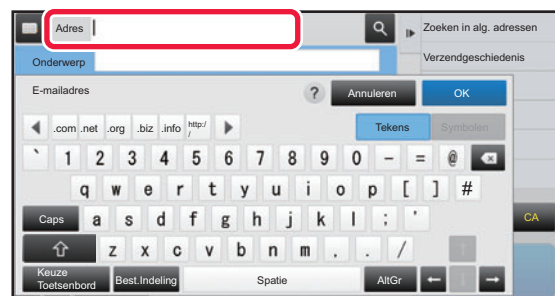 Adres
Zoeken in alg. adressen
Onderwerp
Verzendgeschiedenis
E-mailadres
? Annuleren OK
.com .net .org .biz .info http://
Tekens Symbolen
` 1 2 3 4 5 6 7 8 9 0 - = @
q w e r t y u i o p [ ] #
Caps a s d f g h j k l ; '
CA
z x c v b n m . . /
Keuze Toetsenbord Best.Indeling Spatie AltGr